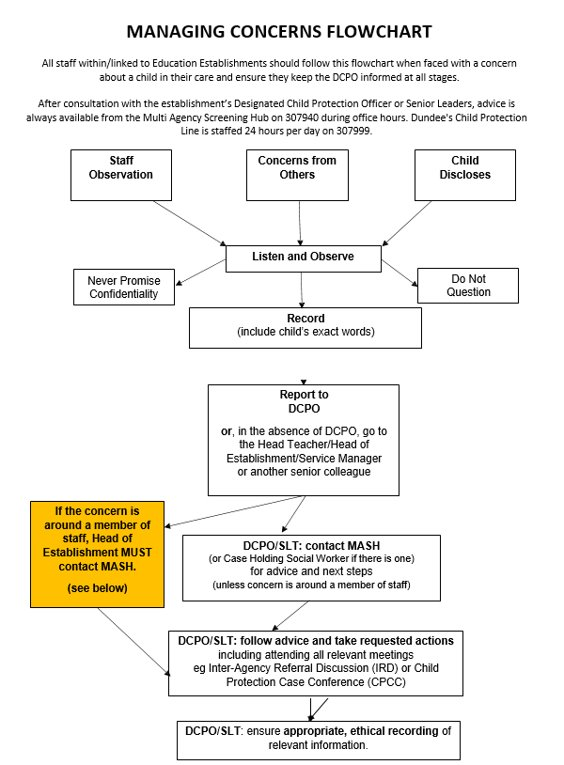 MANAGING CONCERNS FLOWCHART
All staff within/linked to Education Establishments should follow this flowchart when faced with a concern
about a child in their care and ensure they keep the DCPO informed at all stages.
After consultation with the establishment's Designated Child Protection Officer or Senior Leaders, advice is
always available from the Multi Agency Screening Hub on 307940 during office hours. Dundee's Child Protection
Line is staffed 24 hours per day on 307999.
Staff
Observation
Concerns from
Others
Child
Discloses
Listen and Observe
Never Promise
Confidentiality
Do Not
Question
Record
(include child's exact words)
Report to
DCPO
or, in the absence of DCPO, go to
the Head Teacher/Head of
Establishment/Service Manager
or another senior colleague
If the concern is
around a member of
staff, Head of
Establishment MUST
contact MASH.
(see below)
DCPO/SLT: contact MASH
(or Case Holding Social Worker if there is one)
for advice and next steps
(unless concern is around a member of staff)
DCPO/SLT: follow advice and take requested actions
including attending all relevant meetings
eg Inter-Agency Referral Discussion (IRD) or Child
Protection Case Conference (CPCC)
DCPO/SLT: ensure appropriate, ethical recording of
relevant information.